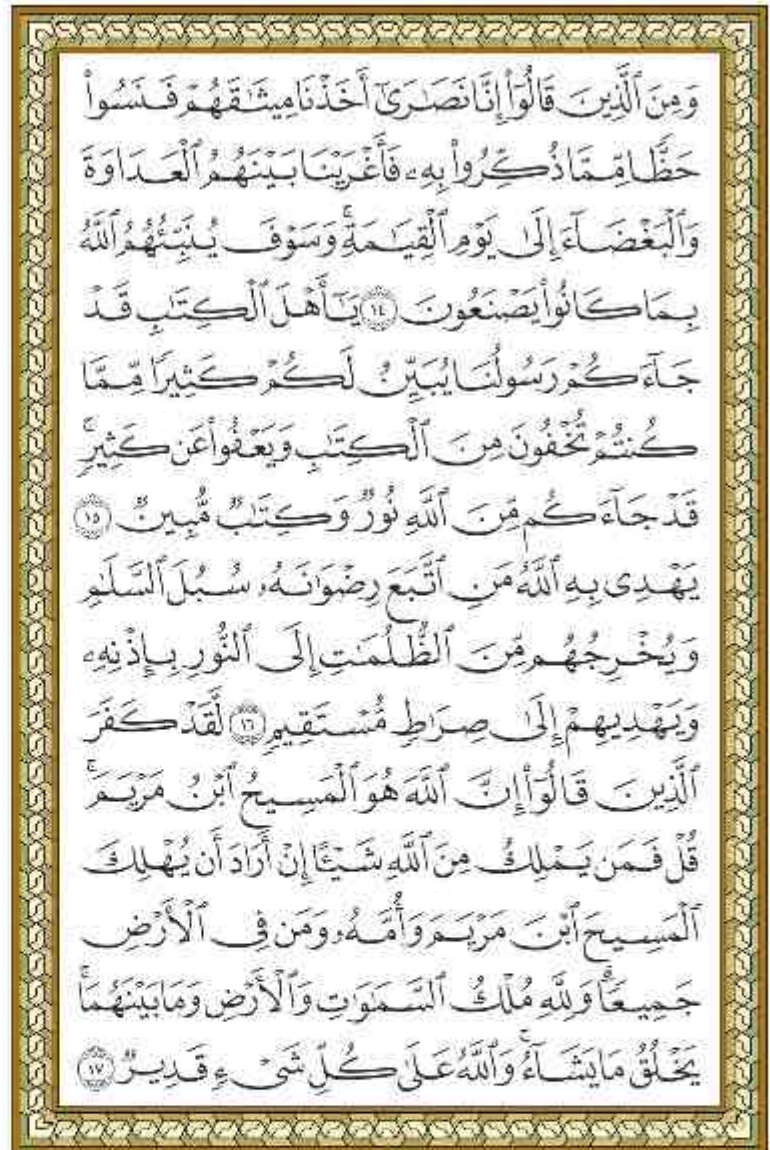 وَمِنَ ٱلَّذِينَ قَالُوٓا۟ إِنَّا نَصَـٰرَىٰٓ أَخَذْنَا مِيثَـٰقَهُمْ فَنَسُوا۟
حَظًّا مِّمَّا ذُكِّرُوا۟ بِهِۦ فَأَغْرَيْنَا بَيْنَهُمُ ٱلْعَدَاوَةَ
وَٱلْبَغْضَآءَ إِلَىٰ يَوْمِ ٱلْقِيَـٰمَةِ ۚ وَسَوْفَ يُنَبِّئُهُمُ ٱللَّهُ
بِمَا كَانُوا۟ يَصْنَعُونَ ١٤ يَـٰٓأَهْلَ ٱلْكِتَـٰبِ قَدْ
جَآءَكُمْ رَسُولُنَا يُبَيِّنُ لَكُمْ كَثِيرًا مِّمَّا
كُنتُمْ تُخْفُونَ مِنَ ٱلْكِتَـٰبِ وَيَعْفُوا۟ عَن كَثِيرٍ ۚ
قَدْ جَآءَكُم مِّنَ ٱللَّهِ نُورٌ وَكِتَـٰبٌ مُّبِينٌ ١٥
يَهْدِى بِهِ ٱللَّهُ مَنِ ٱتَّبَعَ رِضْوَٰنَهُۥ سُبُلَ ٱلسَّلَـٰمِ
وَيُخْرِجُهُم مِّنَ ٱلظُّلُمَـٰتِ إِلَى ٱلنُّورِ بِإِذْنِهِۦ
وَيَهْدِيهِمْ إِلَىٰ صِرَٰطٍ مُّسْتَقِيمٍ ١٦ لَّقَدْ كَفَرَ
ٱلَّذِينَ قَالُوٓا۟ إِنَّ ٱللَّهَ هُوَ ٱلْمَسِيحُ ٱبْنُ مَرْيَمَ ۚ
قُلْ فَمَن يَمْلِكُ مِنَ ٱللَّهِ شَيْـًٔا إِنْ أَرَادَ أَن يُهْلِكَ
ٱلْمَسِيحَ ٱبْنَ مَرْيَمَ وَأُمَّهُۥ وَمَن فِى ٱلْأَرْضِ
جَمِيعًا ۗ وَلِلَّهِ مُلْكُ ٱلسَّمَـٰوَٰتِ وَٱلْأَرْضِ وَمَا بَيْنَهُمَا ۚ
يَخْلُقُ مَا يَشَآءُ ۚ وَٱللَّهُ عَلَىٰ كُلِّ شَىْءٍ قَدِيرٌ ١٧